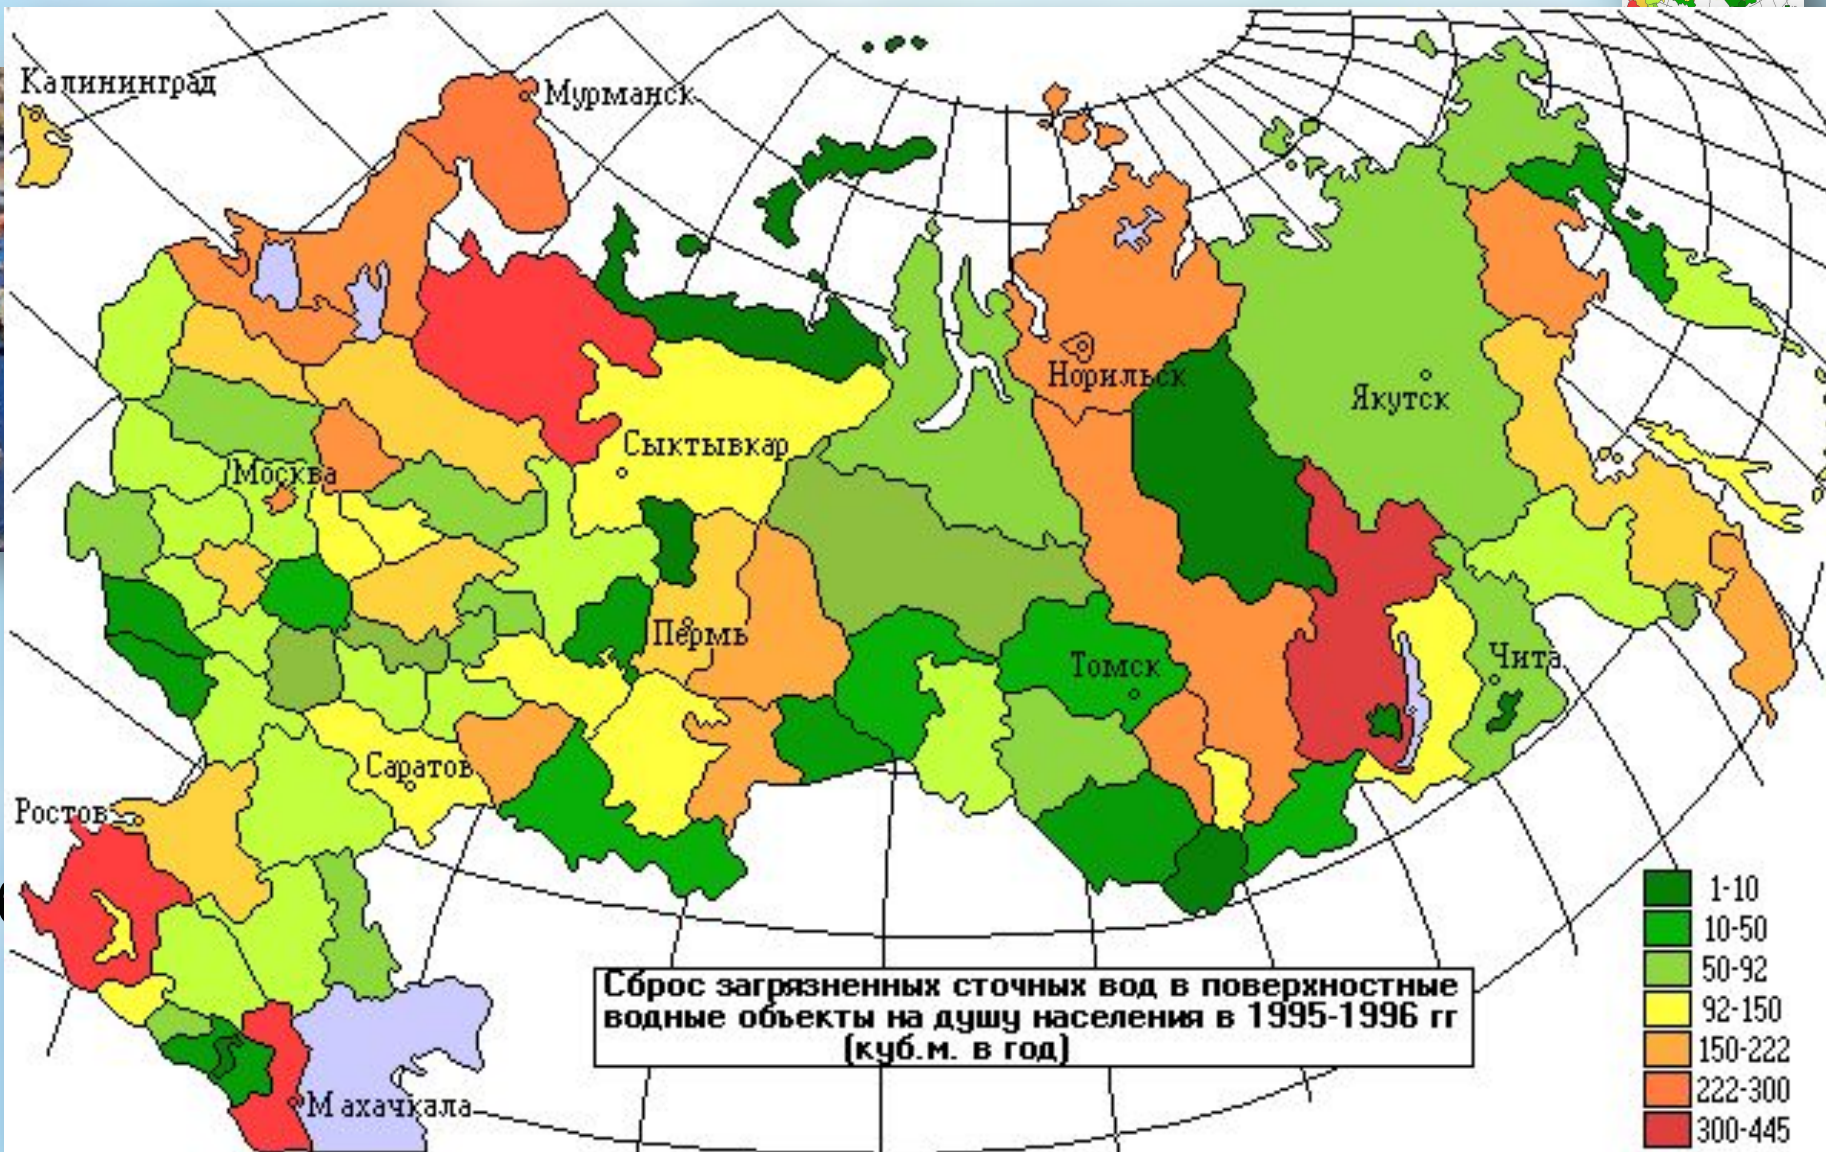 Калининград
Мурманск
Норильск
Якутск
Сыктывкар
Москва
Пермь
Томск
Чита
Саратов
Ростов
Махачкала
Сброс загрязненных сточных вод в поверхностные
водные объекты на душу населения в 1995-1996 гг
(куб.м. в год)
1-10
10-50
50-92
92-150
150-222
222-300
300-445